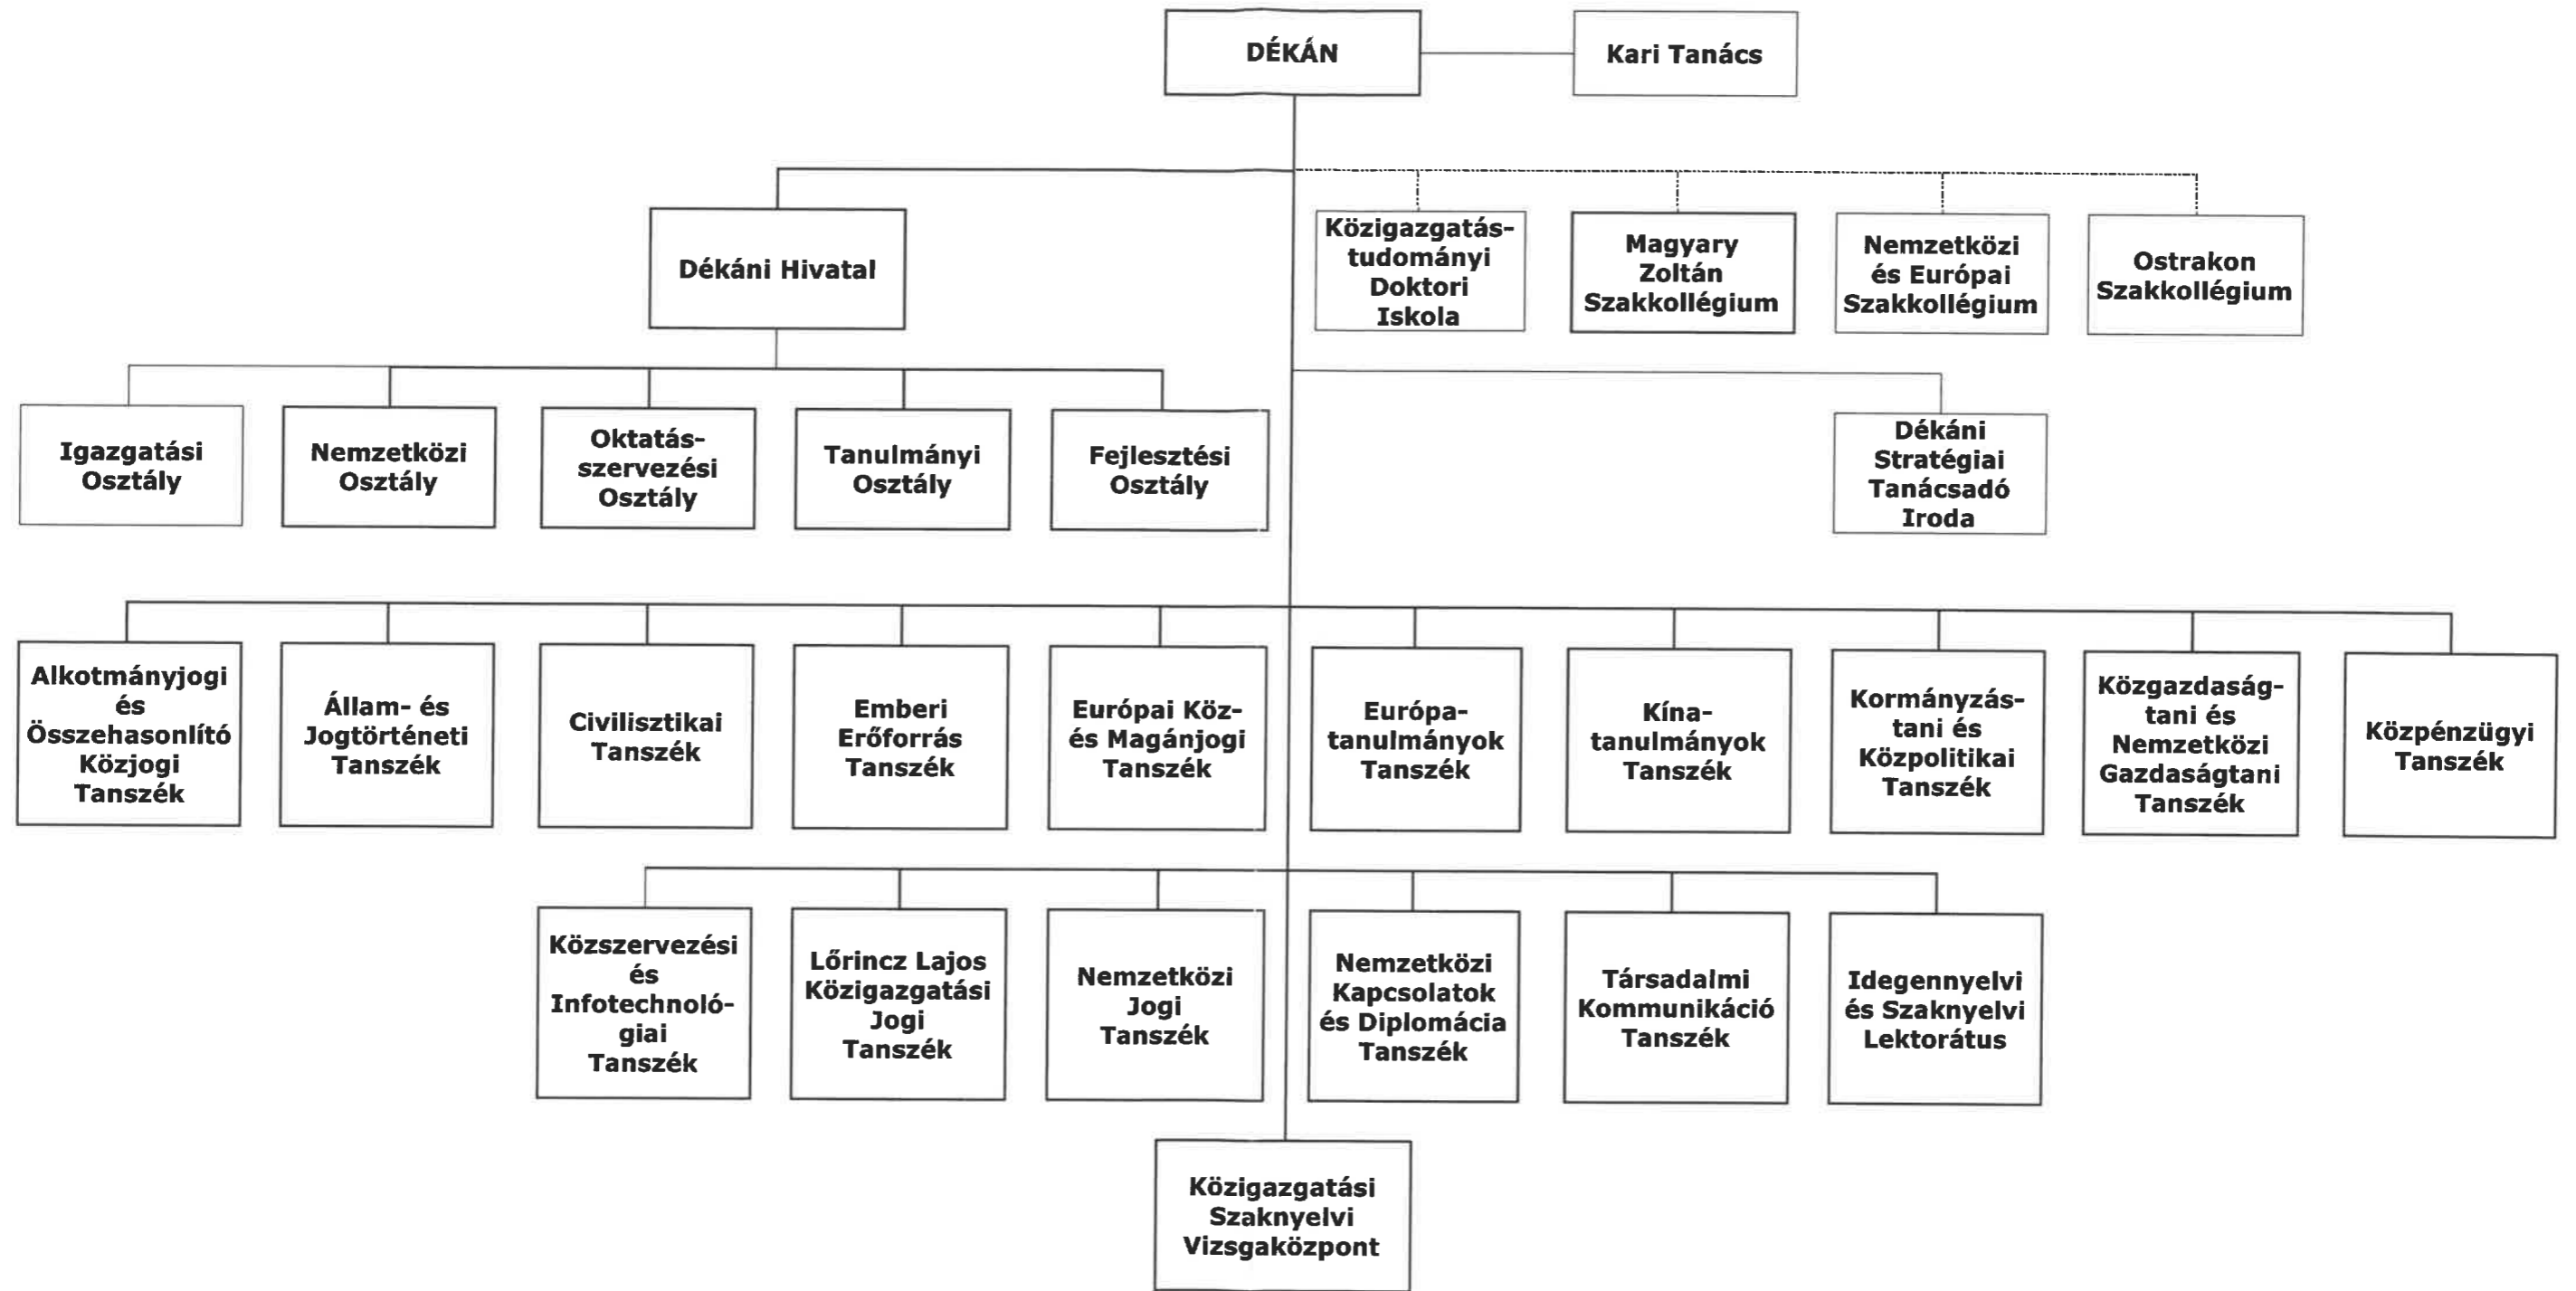 DÉKÁN
Kari Tanács
Dékáni Hivatal
Közigazgatás-
tudományi
Doktori
Iskola
Magyary
Zoltán
Szakkollégium
Nemzetközi
és Európai
Szakkollégium
Ostrakon
Szakkollégium
Igazgatási
Osztály
Nemzetközi
Osztály
Oktatás-
szervezési
Osztály
Tanulmányi
Osztály
Fejlesztési
Osztály
Dékáni
Stratégiai
Tanácsadó
Iroda
Alkotmányjogi
és
Összehasonlító
Közjogi
Tanszék
Állam- és
Jogtörténeti
Tanszék
Civilisztikai
Tanszék
Emberi
Erőforrás
Tanszék
Európai Köz-
és Magánjogi
Tanszék
Európa-
tanulmányok
Tanszék
Kína-
tanulmányok
Tanszék
Kormányzás-
tani és
Közpolitikai
Tanszék
Közgazdaság-
tani és
Nemzetközi
Gazdaságtani
Tanszék
Közpénzügyi
Tanszék
Közszervezési
és
Infotechnoló-
giai
Tanszék
Lőrincz Lajos
Közigazgatási
Jogi
Tanszék
Nemzetközi
Jogi
Tanszék
Nemzetközi
Kapcsolatok
és Diplomácia
Tanszék
Társadalmi
Kommunikáció
Tanszék
Idegennyelvi
és Szaknyelvi
Lektorátus
Közigazgatási
Szaknyelvi
Vizsgaközpont